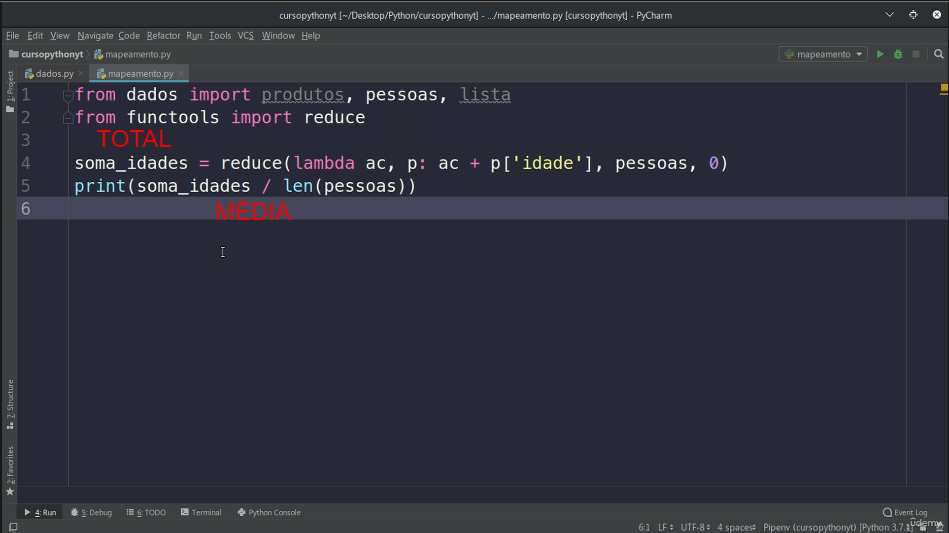 cursopythonyt [~/Desktop/Python/cursopythonyt] - .../mapeamento.py [cursopythonyt] - PyCharm
File Edit View Navigate Code Refactor Run Tools VCS Window Help
cursopythonyt mapeamento.py mapeamento
1: Project
dados.py mapeamento.py
1 from dados import produtos, pessoas, lista
2 from functools import reduce
3 TOTAL
4 soma_idades = reduce(lambda ac, p: ac + p['idade'], pessoas, 0)
5 print(soma_idades / len(pessoas))
6 MÉDIA
7: Structure
2: Favorites
4: Run 5: Debug 6: TODO Terminal Python Console Event Log
6:1 LF UTF-8 4 spaces Pipenv (cursopythonyt) [Python 3.7.
udemy